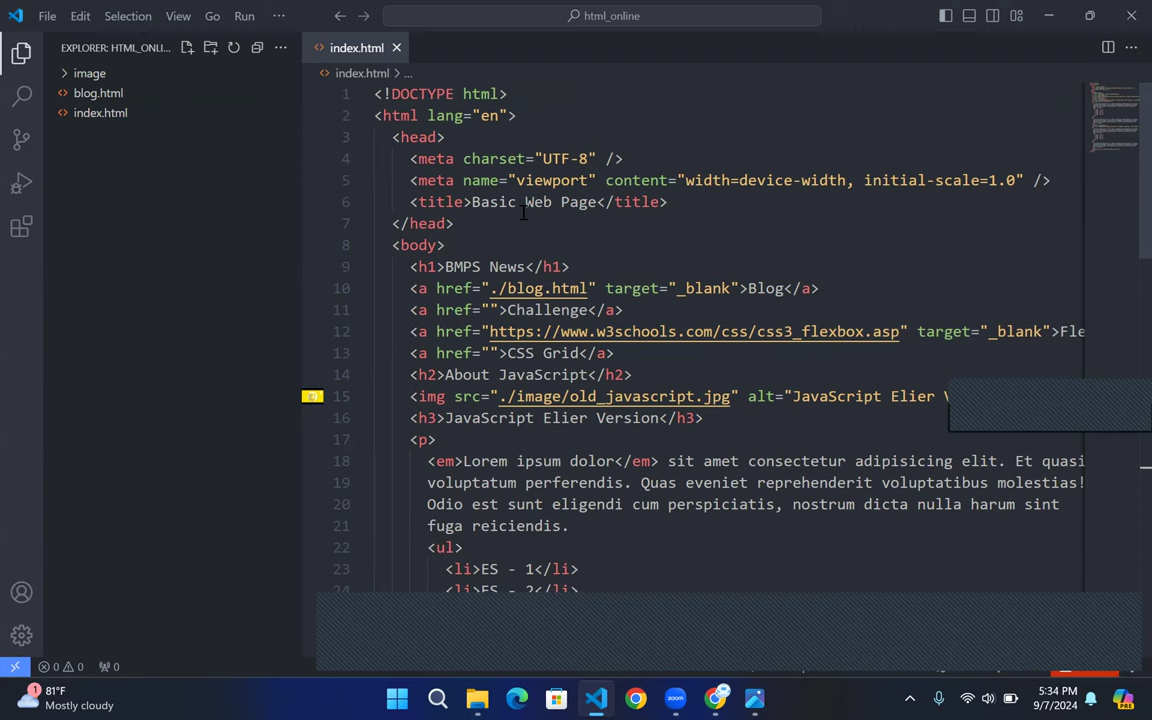 File Edit Selection View Go Run ··· html_online
EXPLORER: HTML_ONLI... ···
index.html
image
blog.html
index.html
index.html > ...
1 <!DOCTYPE html>
2 <html lang="en">
3 <head>
4 <meta charset="UTF-8" />
5 <meta name="viewport" content="width=device-width, initial-scale=1.0" />
6 <title>Basic Web Page</title>
7 </head>
8 <body>
9 <h1>BMPS News</h1>
10 <a href="./blog.html" target="_blank">Blog</a>
11 <a href="">Challenge</a>
12 <a href="https://www.w3schools.com/css/css3_flexbox.asp" target="_blank">Fle
13 <a href="">CSS Grid</a>
14 <h2>About JavaScript</h2>
15 <img src="./image/old_javascript.jpg" alt="JavaScript Elier
16 <h3>JavaScript Elier Version</h3>
17 <p>
18 <em>Lorem ipsum dolor</em> sit amet consectetur adipisicing elit. Et quasi
19 voluptatum perferendis. Quas eveniet reprehenderit voluptatibus molestias!
20 Odio est sunt eligendi cum perspiciatis, nostrum dicta nulla harum sint
21 fuga reiciendis.
22 <ul>
23 <li>ES - 1</li>
24 <li>ES - 2</li>
0 0 0
1
81°F
Mostly cloudy
5:34 PM
9/7/2024
PRE